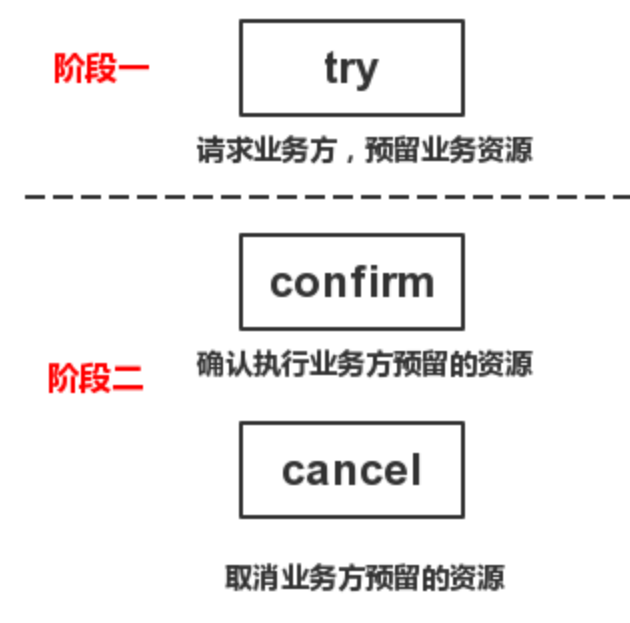 阶段一
try
请求业务方，预留业务资源
confirm
阶段二
确认执行业务方预留的资源
cancel
取消业务方预留的资源